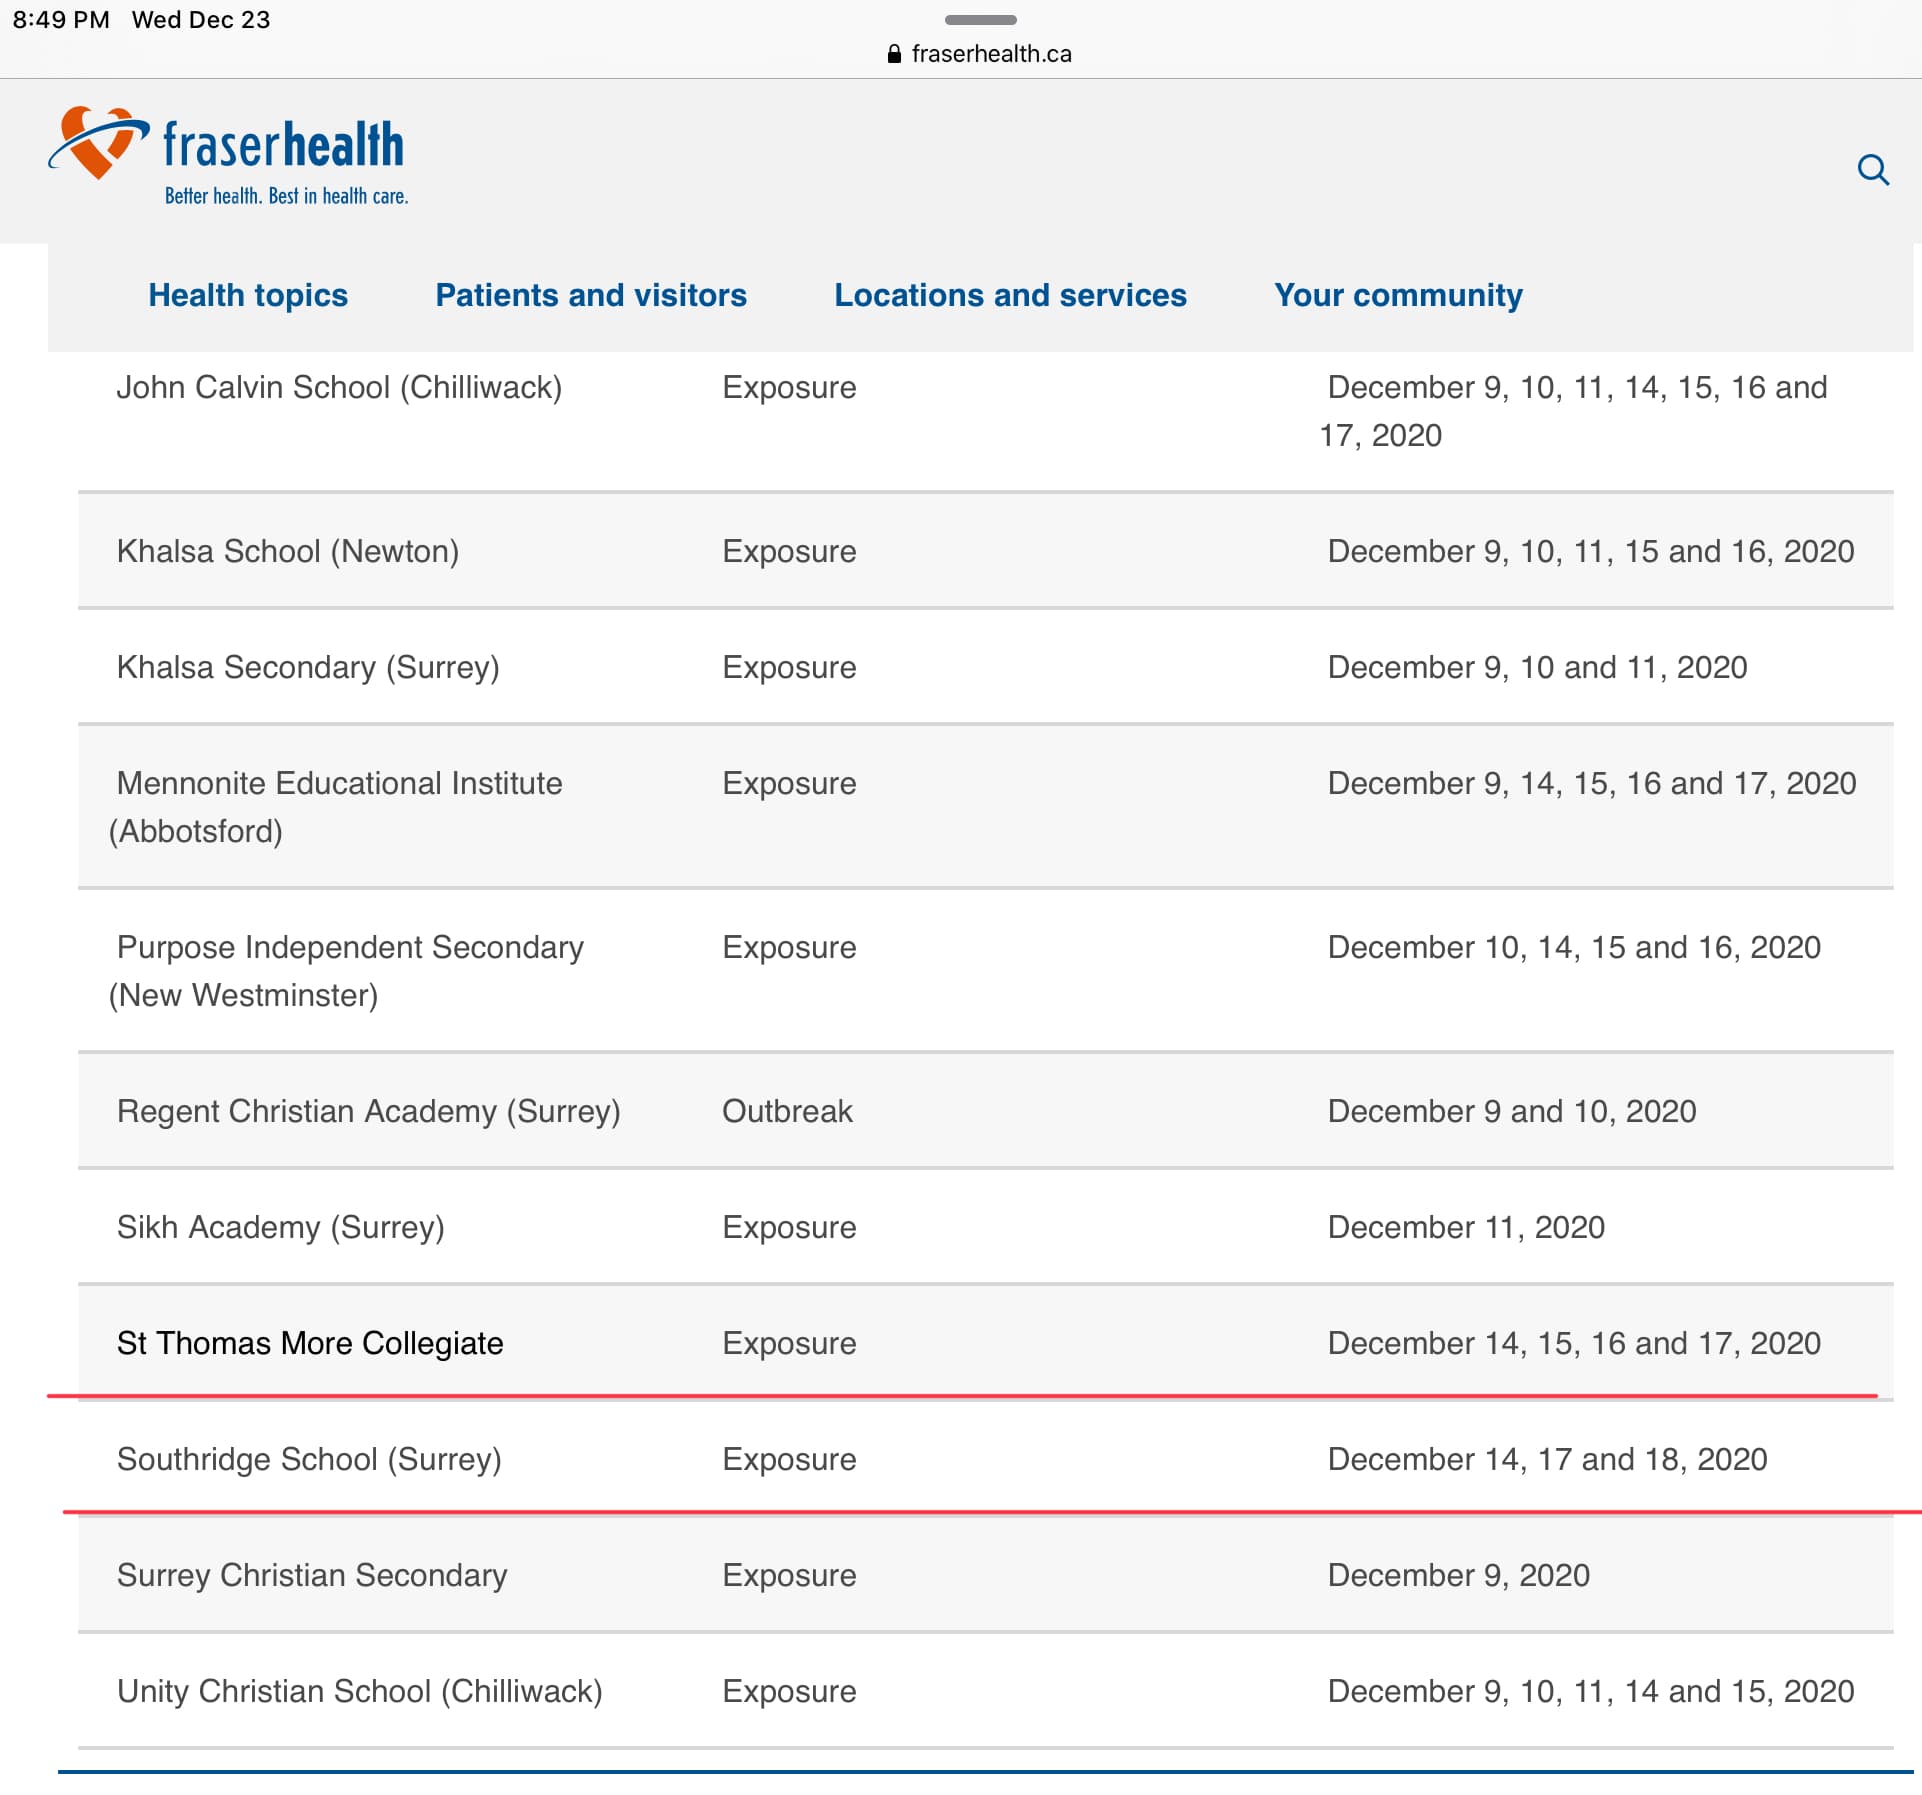 8:49 PM Wed Dec 23
fraserhealth.ca
fraserhealth
Better health. Best in health care.
Health topics Patients and visitors Locations and services Your community
John Calvin School (Chilliwack) Exposure December 9, 10, 11, 14, 15, 16 and
17, 2020
Khalsa School (Newton) Exposure December 9, 10, 11, 15 and 16, 2020
Khalsa Secondary (Surrey) Exposure December 9, 10 and 11, 2020
Mennonite Educational Institute Exposure December 9, 14, 15, 16 and 17, 2020
(Abbotsford)
Purpose Independent Secondary Exposure December 10, 14, 15 and 16, 2020
(New Westminster)
Regent Christian Academy (Surrey) Outbreak December 9 and 10, 2020
Sikh Academy (Surrey) Exposure December 11, 2020
St Thomas More Collegiate Exposure December 14, 15, 16 and 17, 2020
Southridge School (Surrey) Exposure December 14, 17 and 18, 2020
Surrey Christian Secondary Exposure December 9, 2020
Unity Christian School (Chilliwack) Exposure December 9, 10, 11, 14 and 15, 2020